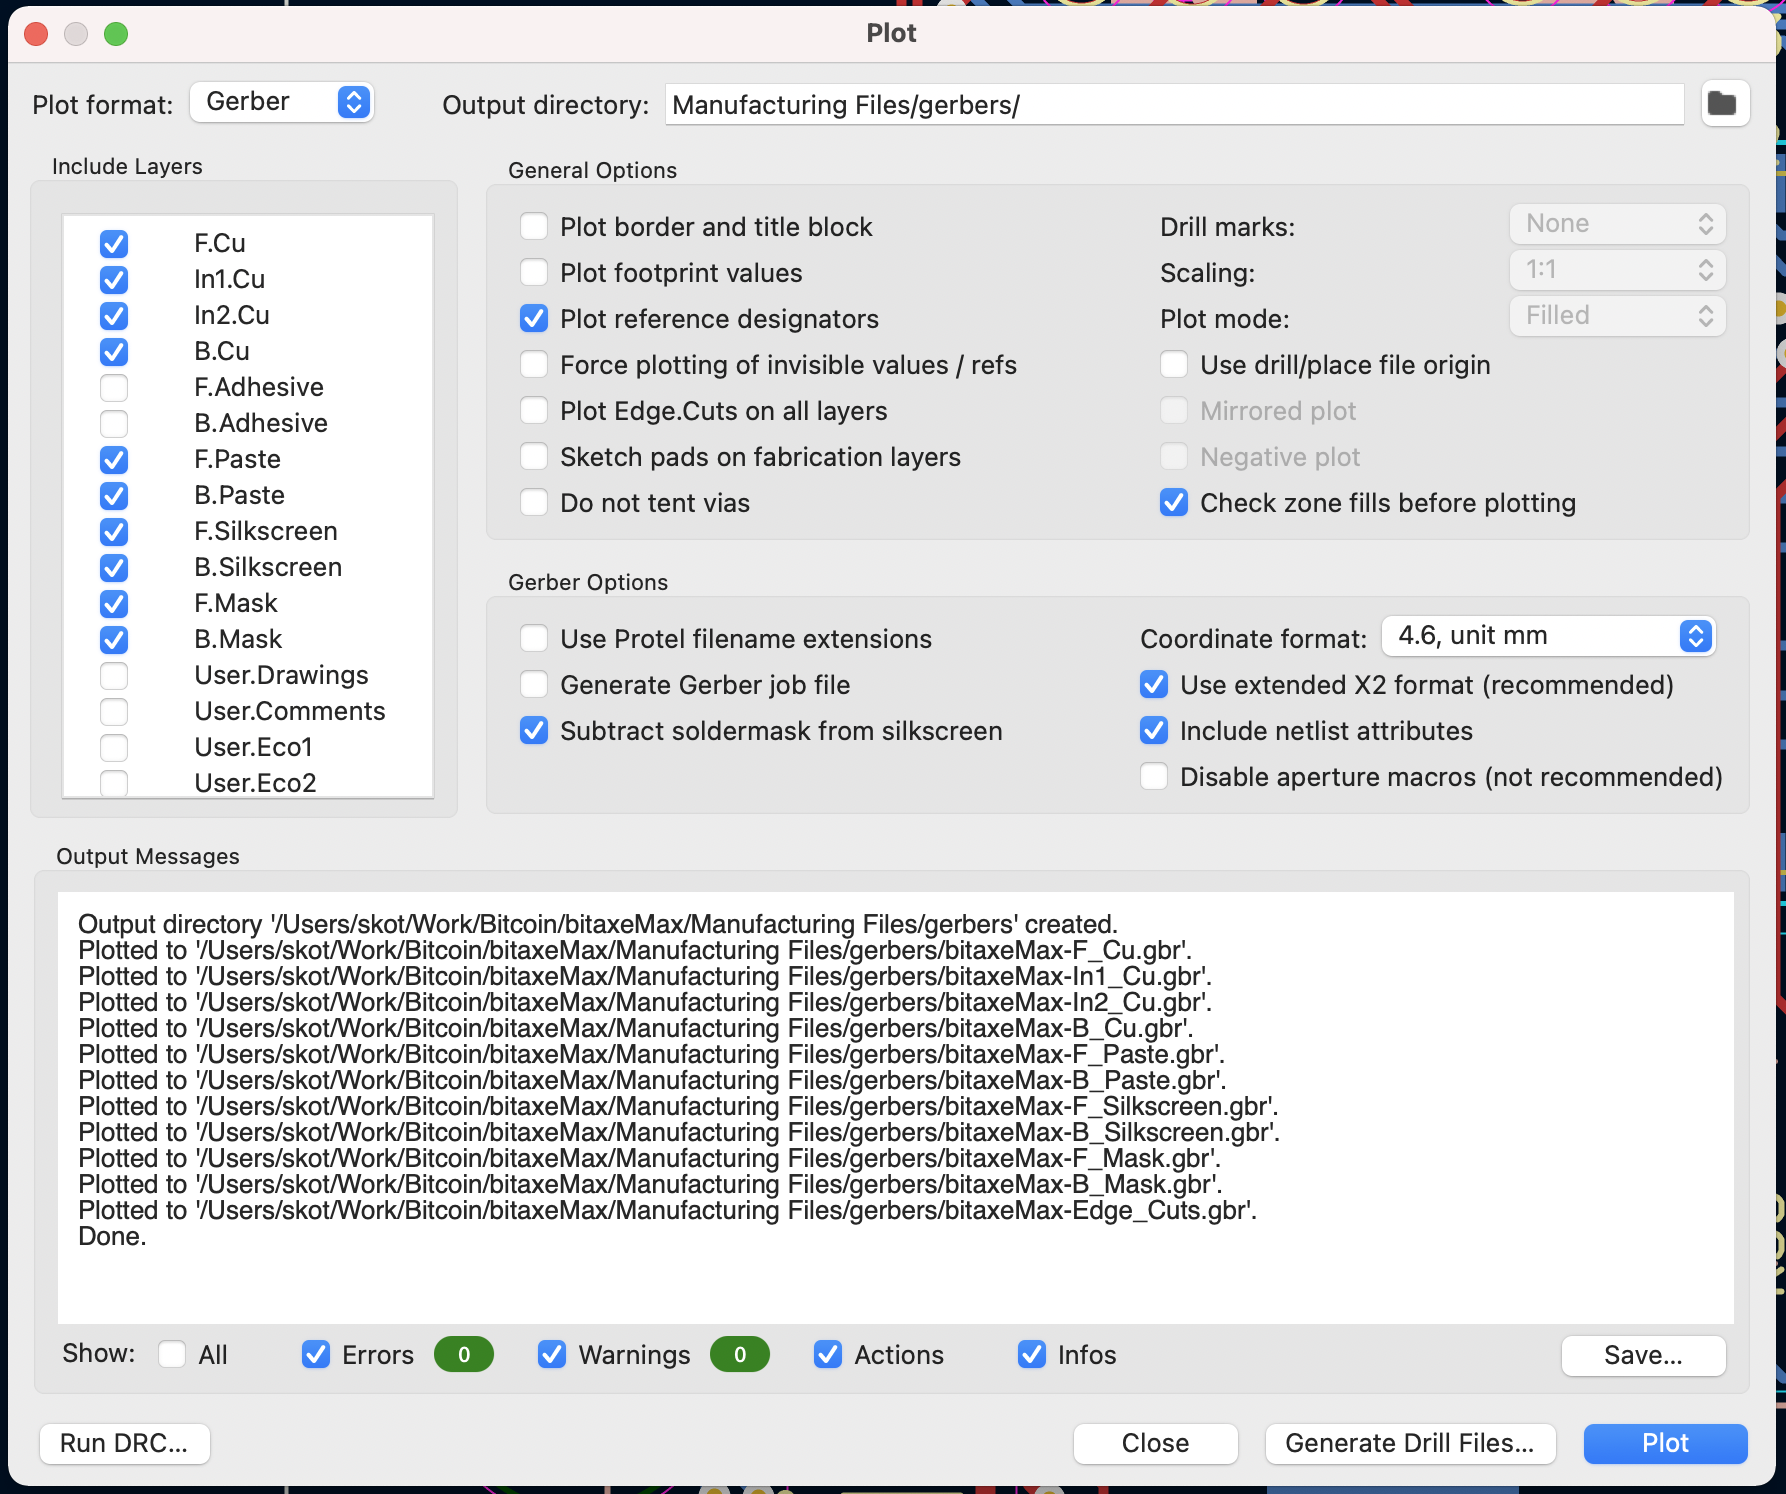 Plot
Plot format: Gerber
Output directory: Manufacturing Files/gerbers/
Include Layers
F.Cu
In1.Cu
In2.Cu
B.Cu
F.Adhesive
B.Adhesive
F.Paste
B.Paste
F.Silkscreen
B.Silkscreen
F.Mask
B.Mask
User.Drawings
User.Comments
User.Eco1
User.Eco2
General Options
Plot border and title block
Plot footprint values
Plot reference designators
Force plotting of invisible values / refs
Plot Edge.Cuts on all layers
Sketch pads on fabrication layers
Do not tent vias
Drill marks: None
Scaling: 1:1
Plot mode: Filled
Use drill/place file origin
Mirrored plot
Negative plot
Check zone fills before plotting
Gerber Options
Use Protel filename extensions
Generate Gerber job file
Subtract soldermask from silkscreen
Coordinate format: 4.6, unit mm
Use extended X2 format (recommended)
Include netlist attributes
Disable aperture macros (not recommended)
Output Messages
Output directory '/Users/skot/Work/Bitcoin/bitaxeMax/Manufacturing Files/gerbers' created.
Plotted to '/Users/skot/Work/Bitcoin/bitaxeMax/Manufacturing Files/gerbers/bitaxeMax-F_Cu.gbr'.
Plotted to '/Users/skot/Work/Bitcoin/bitaxeMax/Manufacturing Files/gerbers/bitaxeMax-In1_Cu.gbr'.
Plotted to '/Users/skot/Work/Bitcoin/bitaxeMax/Manufacturing Files/gerbers/bitaxeMax-In2_Cu.gbr'.
Plotted to '/Users/skot/Work/Bitcoin/bitaxeMax/Manufacturing Files/gerbers/bitaxeMax-B_Cu.gbr'.
Plotted to '/Users/skot/Work/Bitcoin/bitaxeMax/Manufacturing Files/gerbers/bitaxeMax-F_Paste.gbr'.
Plotted to '/Users/skot/Work/Bitcoin/bitaxeMax/Manufacturing Files/gerbers/bitaxeMax-B_Paste.gbr'.
Plotted to '/Users/skot/Work/Bitcoin/bitaxeMax/Manufacturing Files/gerbers/bitaxeMax-F_Silkscreen.gbr'.
Plotted to '/Users/skot/Work/Bitcoin/bitaxeMax/Manufacturing Files/gerbers/bitaxeMax-B_Silkscreen.gbr'.
Plotted to '/Users/skot/Work/Bitcoin/bitaxeMax/Manufacturing Files/gerbers/bitaxeMax-F_Mask.gbr'.
Plotted to '/Users/skot/Work/Bitcoin/bitaxeMax/Manufacturing Files/gerbers/bitaxeMax-B_Mask.gbr'.
Plotted to '/Users/skot/Work/Bitcoin/bitaxeMax/Manufacturing Files/gerbers/bitaxeMax-Edge_Cuts.gbr'.
Done.
Show: All Errors 0 Warnings 0 Actions Infos Save...
Run DRC... Close Generate Drill Files... Plot